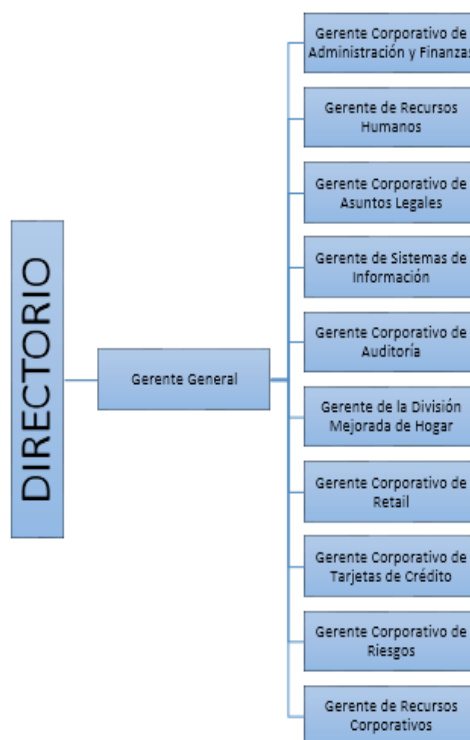 DIRECTORIO
Gerente General
Gerente Corporativo de
Administración y Finanzas
Gerente de Recursos
Humanos
Gerente Corporativo de
Asuntos Legales
Gerente de Sistemas de
Información
Gerente Corporativo de
Auditoría
Gerente de la División
Mejorada de Hogar
Gerente Corporativo de
Retail
Gerente Corporativo de
Tarjetas de Crédito
Gerente Corporativo de
Riesgos
Gerente de Recursos
Corporativos